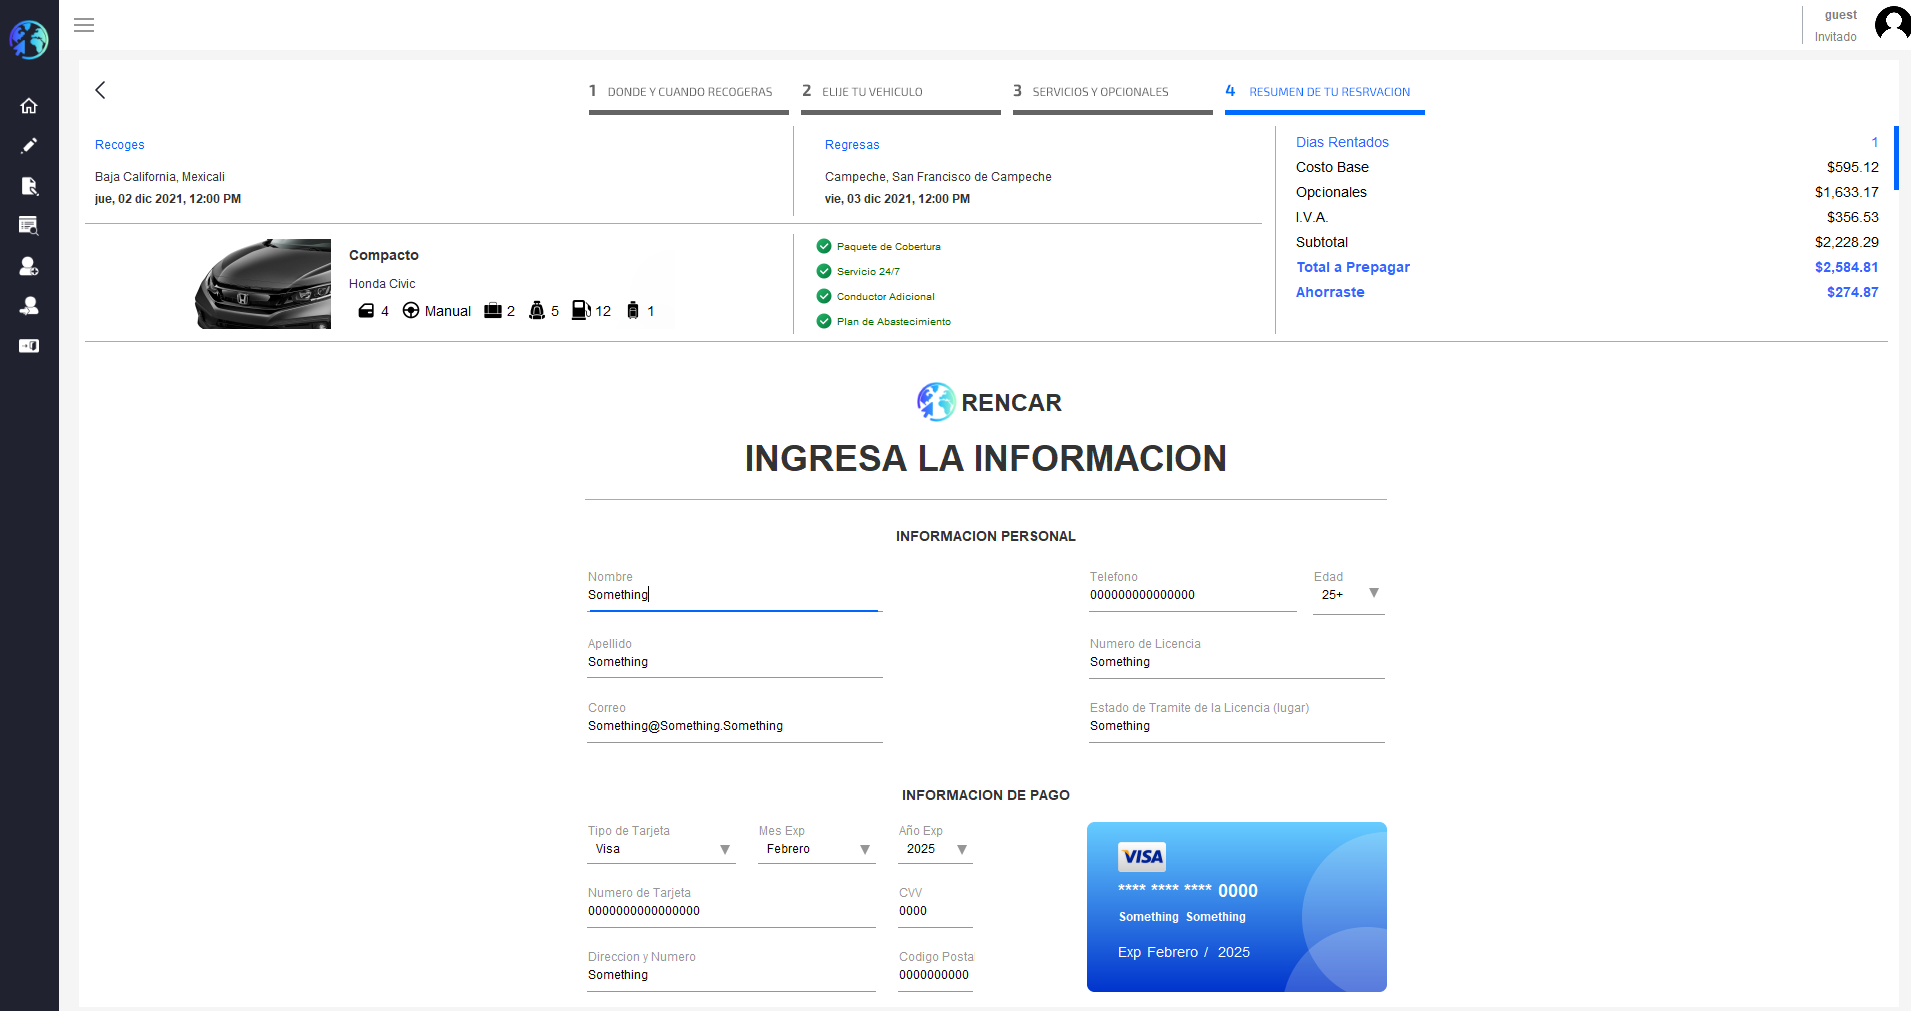 guest
Invitado
1 DONDE Y CUANDO RECOGERAS
2 ELIJE TU VEHICULO
3 SERVICIOS Y OPCIONALES
4 RESUMEN DE TU RESRVACION
Recoges
Baja California, Mexicali
jue, 02 dic 2021, 12:00 PM
Regresas
Campeche, San Francisco de Campeche
vie, 03 dic 2021, 12:00 PM
Dias Rentados 1
Costo Base $595.12
Opcionales $1,633.17
I.V.A. $356.53
Subtotal $2,228.29
Total a Prepagar $2,584.81
Ahorraste $274.87
Compacto
Honda Civic
4 Manual 2 5 12 1
Paquete de Cobertura
Servicio 24/7
Conductor Adicional
Plan de Abastecimiento
RENCAR
INGRESA LA INFORMACION
INFORMACION PERSONAL
Nombre
Something
Telefono
000000000000000
Edad
25+
Apellido
Something
Numero de Licencia
Something
Correo
Something@Something.Something
Estado de Tramite de la Licencia (lugar)
Something
INFORMACION DE PAGO
Tipo de Tarjeta
Visa
Mes Exp
Febrero
Año Exp
2025
Numero de Tarjeta
0000000000000000
CVV
0000
Direccion y Numero
Something
Codigo Posta
0000000000
VISA
**** **** **** 0000
Something Something
Exp Febrero / 2025